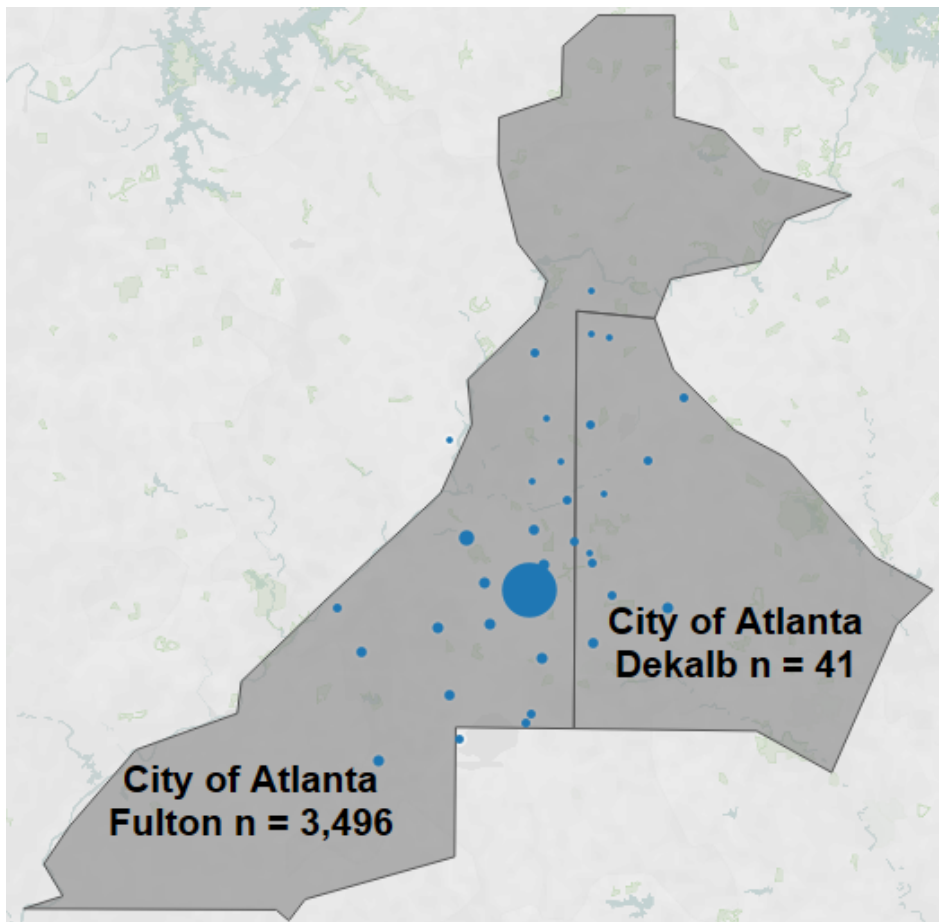 City of Atlanta
Dekalb n = 41
City of Atlanta
Fulton n = 3,496